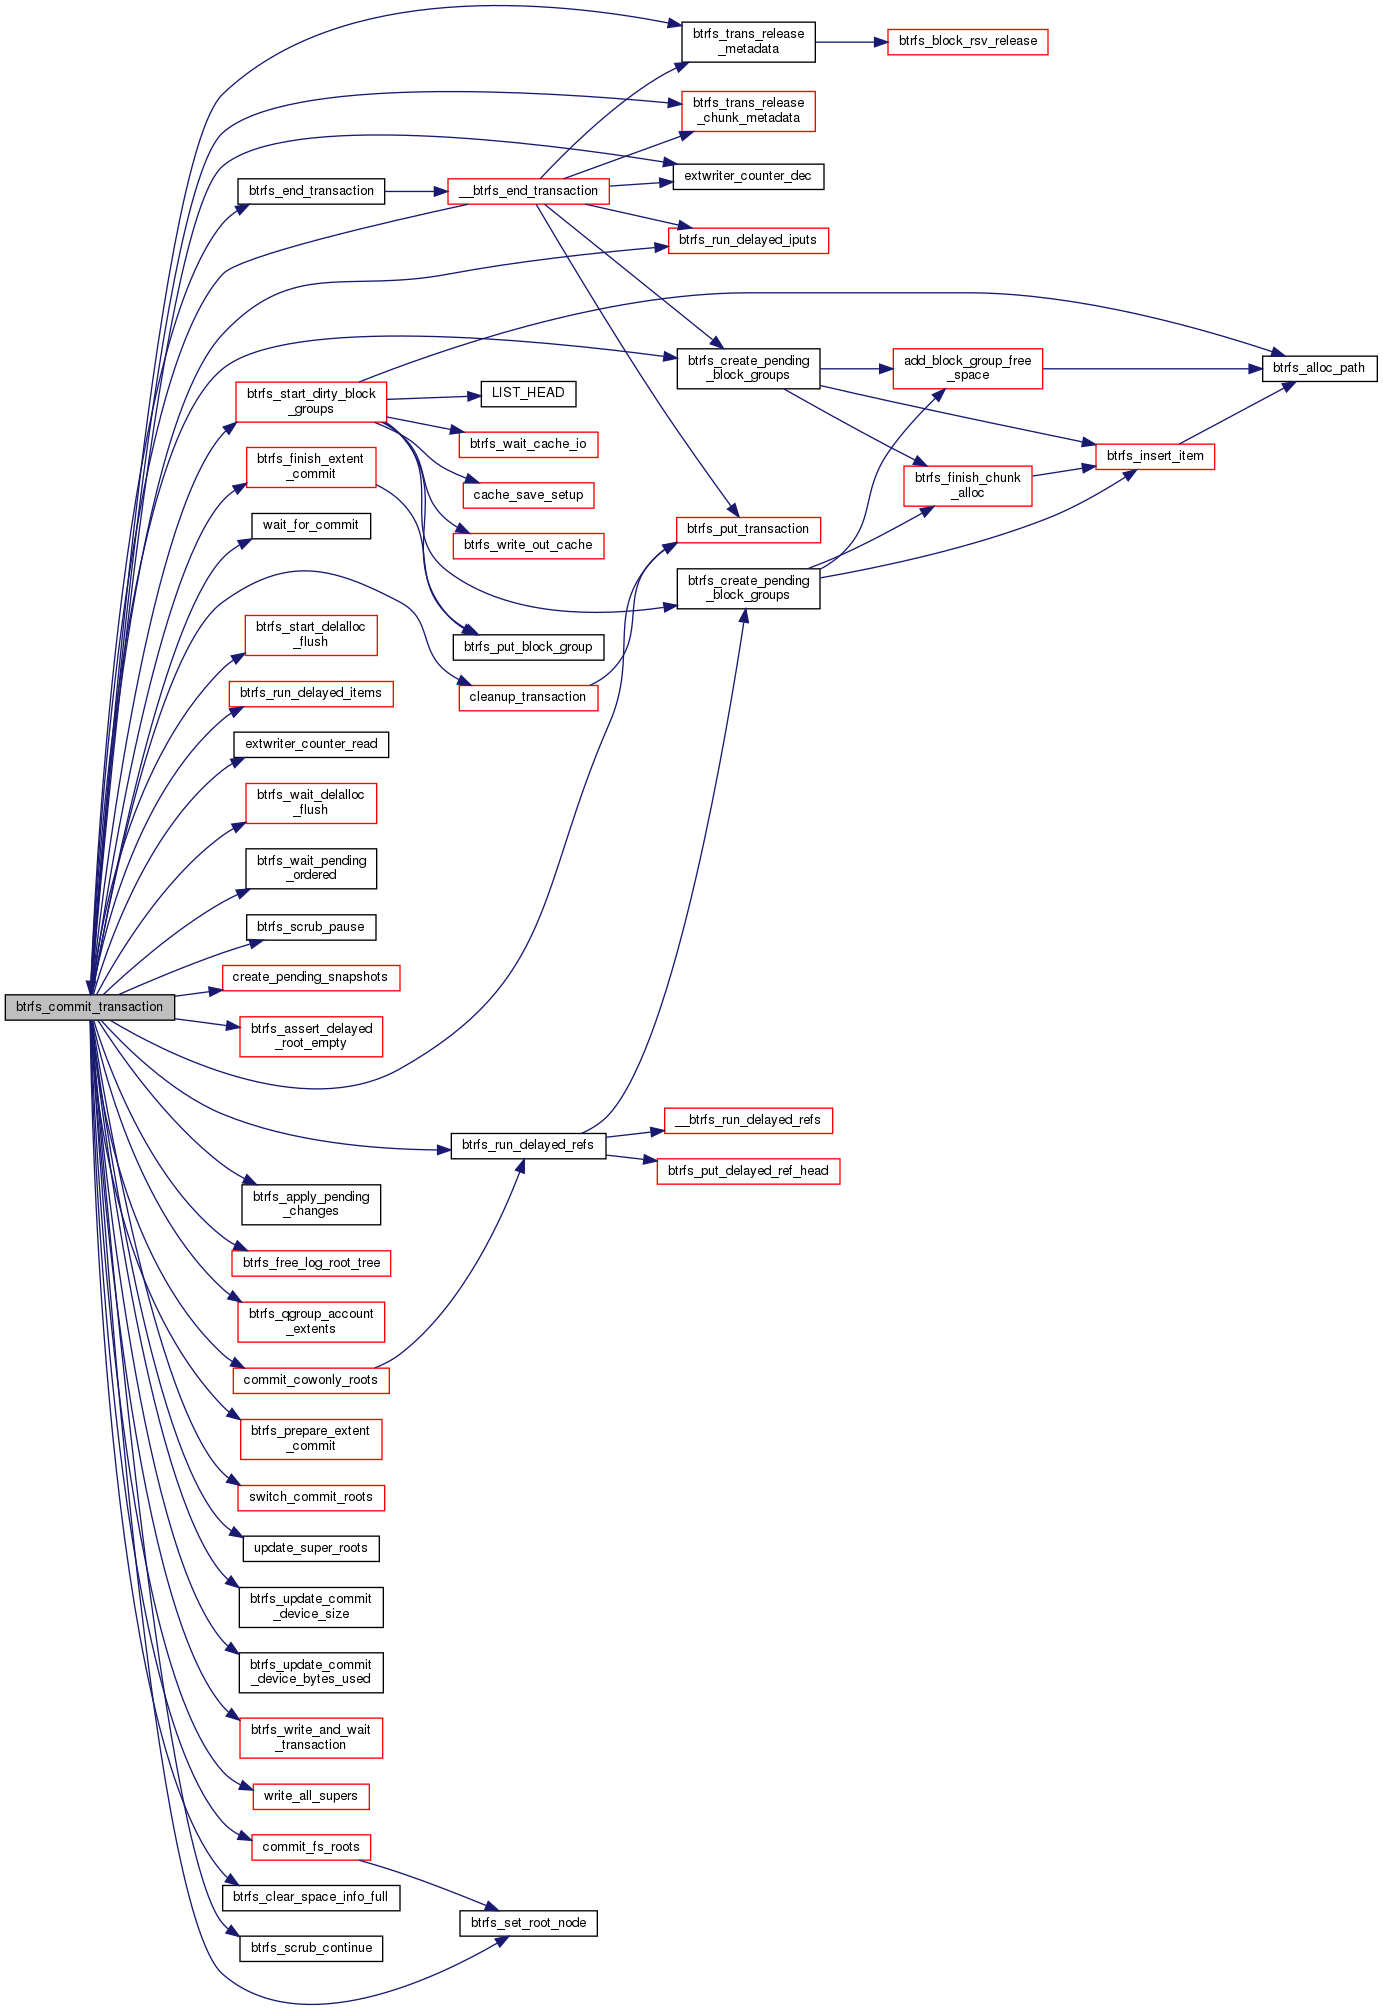 btrfs_trans_release
_metadata
btrfs_block_rsv_release
btrfs_trans_release
_chunk_metadata
extwriter_counter_dec
btrfs_end_transaction
__btrfs_end_transaction
btrfs_run_delayed_iputs
btrfs_create_pending
_block_groups
add_block_group_free
_space
btrfs_alloc_path
btrfs_start_dirty_block
_groups
LIST_HEAD
btrfs_wait_cache_io
btrfs_insert_item
btrfs_finish_extent
_commit
cache_save_setup
btrfs_finish_chunk
_alloc
wait_for_commit
btrfs_write_out_cache
btrfs_put_transaction
btrfs_create_pending
_block_groups
btrfs_start_delalloc
_flush
btrfs_put_block_group
btrfs_run_delayed_items
cleanup_transaction
extwriter_counter_read
btrfs_wait_delalloc
_flush
btrfs_wait_pending
_ordered
btrfs_scrub_pause
create_pending_snapshots
btrfs_commit_transaction
btrfs_assert_delayed
_root_empty
__btrfs_run_delayed_refs
btrfs_run_delayed_refs
btrfs_put_delayed_ref_head
btrfs_apply_pending
_changes
btrfs_free_log_root_tree
btrfs_qgroup_account
_extents
commit_cowonly_roots
btrfs_prepare_extent
_commit
switch_commit_roots
update_super_roots
btrfs_update_commit
_device_size
btrfs_update_commit
_device_bytes_used
btrfs_write_and_wait
_transaction
write_all_supers
commit_fs_roots
btrfs_clear_space_info_full
btrfs_set_root_node
btrfs_scrub_continue